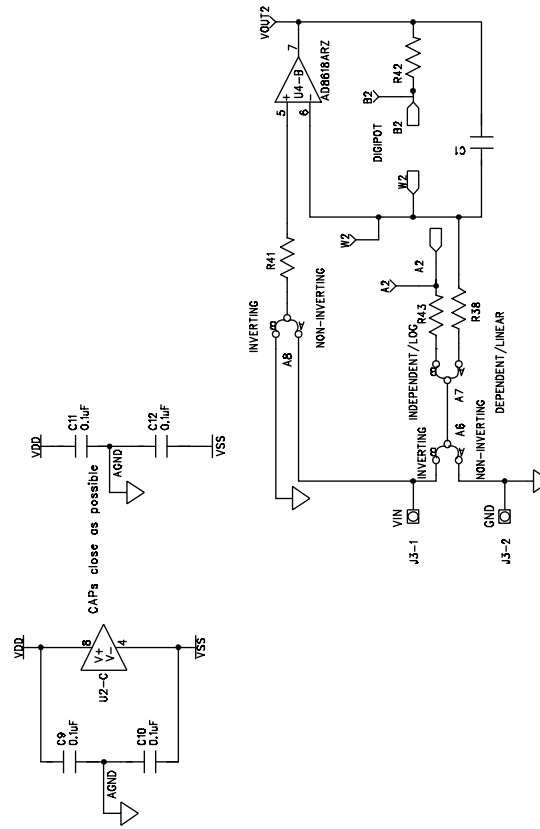 VDD
C11
0.1uF
AGND
C12
0.1uF
VSS
CAPs close as possible
VDD
8
V+
V-
4
U2-C
VSS
C9
0.1uF
AGND
C10
0.1uF
VOUT2
7
U4-B
AD8618ARZ
5
+
6
-
R41
INVERTING
B
A
A8
NON-INVERTING
R42
B2
B2
DIGIPOT
W2
W2
C1
A2
A2
R43
R38
INDEPENDENT/LOG
B
A
A7
DEPENDENT/LINEAR
INVERTING
B
A
A6
NON-INVERTING
VIN
J3-1
GND
J3-2